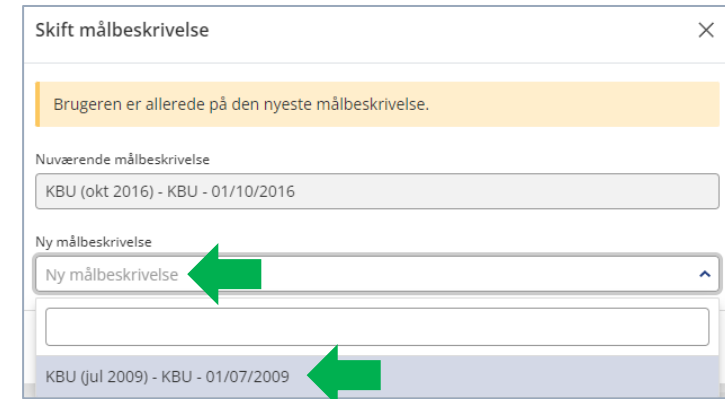 Skift målbeskrivelse
Brugeren er allerede på den nyeste målbeskrivelse.
Nuværende målbeskrivelse
KBU (okt 2016) - KBU - 01/10/2016
Ny målbeskrivelse
Ny målbeskrivelse
KBU (jul 2009) - KBU - 01/07/2009